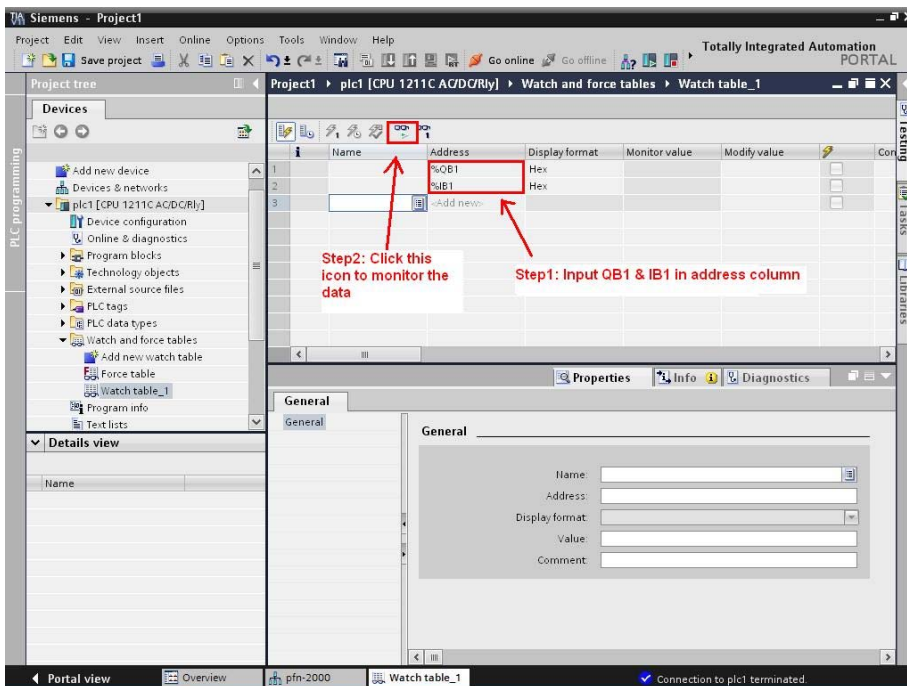 Siemens - Project1
Project Edit View Insert Online Options Tools Window Help
Totally Integrated Automation
PORTAL
Save project
Go online
Go offline
Project tree
Project1 ▸ plc1 [CPU 1211C AC/DC/Rly] ▸ Watch and force tables ▸ Watch table_1
Devices
PLC programming
Add new device
Devices & networks
plc1 [CPU 1211C AC/DC/Rly]
Device configuration
Online & diagnostics
Program blocks
Technology objects
External source files
PLC tags
PLC data types
Watch and force tables
Add new watch table
Force table
Watch table_1
Program info
Text lists
Details view
Name
i Name Address Display format Monitor value Modify value
1 %QB1 Hex
2 %IB1 Hex
3 <Add new>
Step2: Click this
icon to monitor the
data
Step1: Input QB1 & IB1 in address column
Testing
Tasks
Libraries
Properties Info Diagnostics
General
General
General
Name:
Address:
Display format:
Value:
Comment:
Portal view
Overview
pfn-2000
Watch table_1
Connection to plc1 terminated.